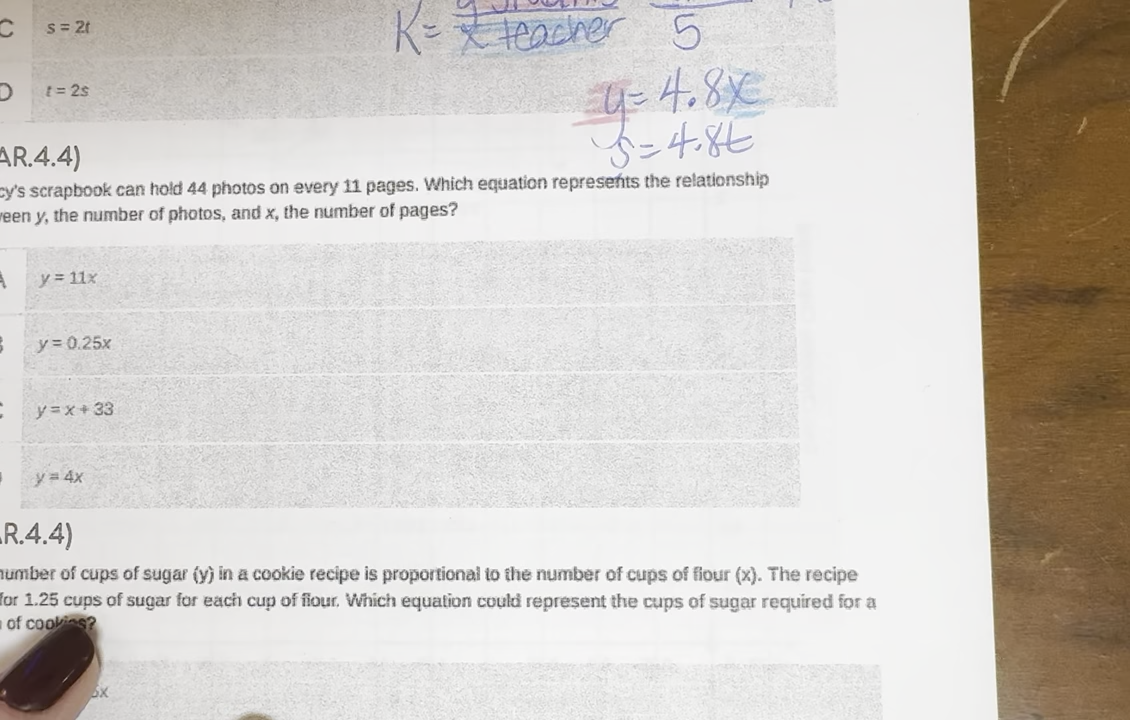 C s = 2t
K = y students
x teacher 5
D t = 2s
y = 4.8x
s = 4.8t
AR.4.4)
cy's scrapbook can hold 44 photos on every 11 pages. Which equation represents the relationship
een y, the number of photos, and x, the number of pages?
y = 11x
y = 0.25x
y = x + 33
y = 4x
R.4.4)
number of cups of sugar (y) in a cookie recipe is proportional to the number of cups of flour (x). The recipe
for 1.25 cups of sugar for each cup of flour. Which equation could represent the cups of sugar required for a
of cookies?
5x